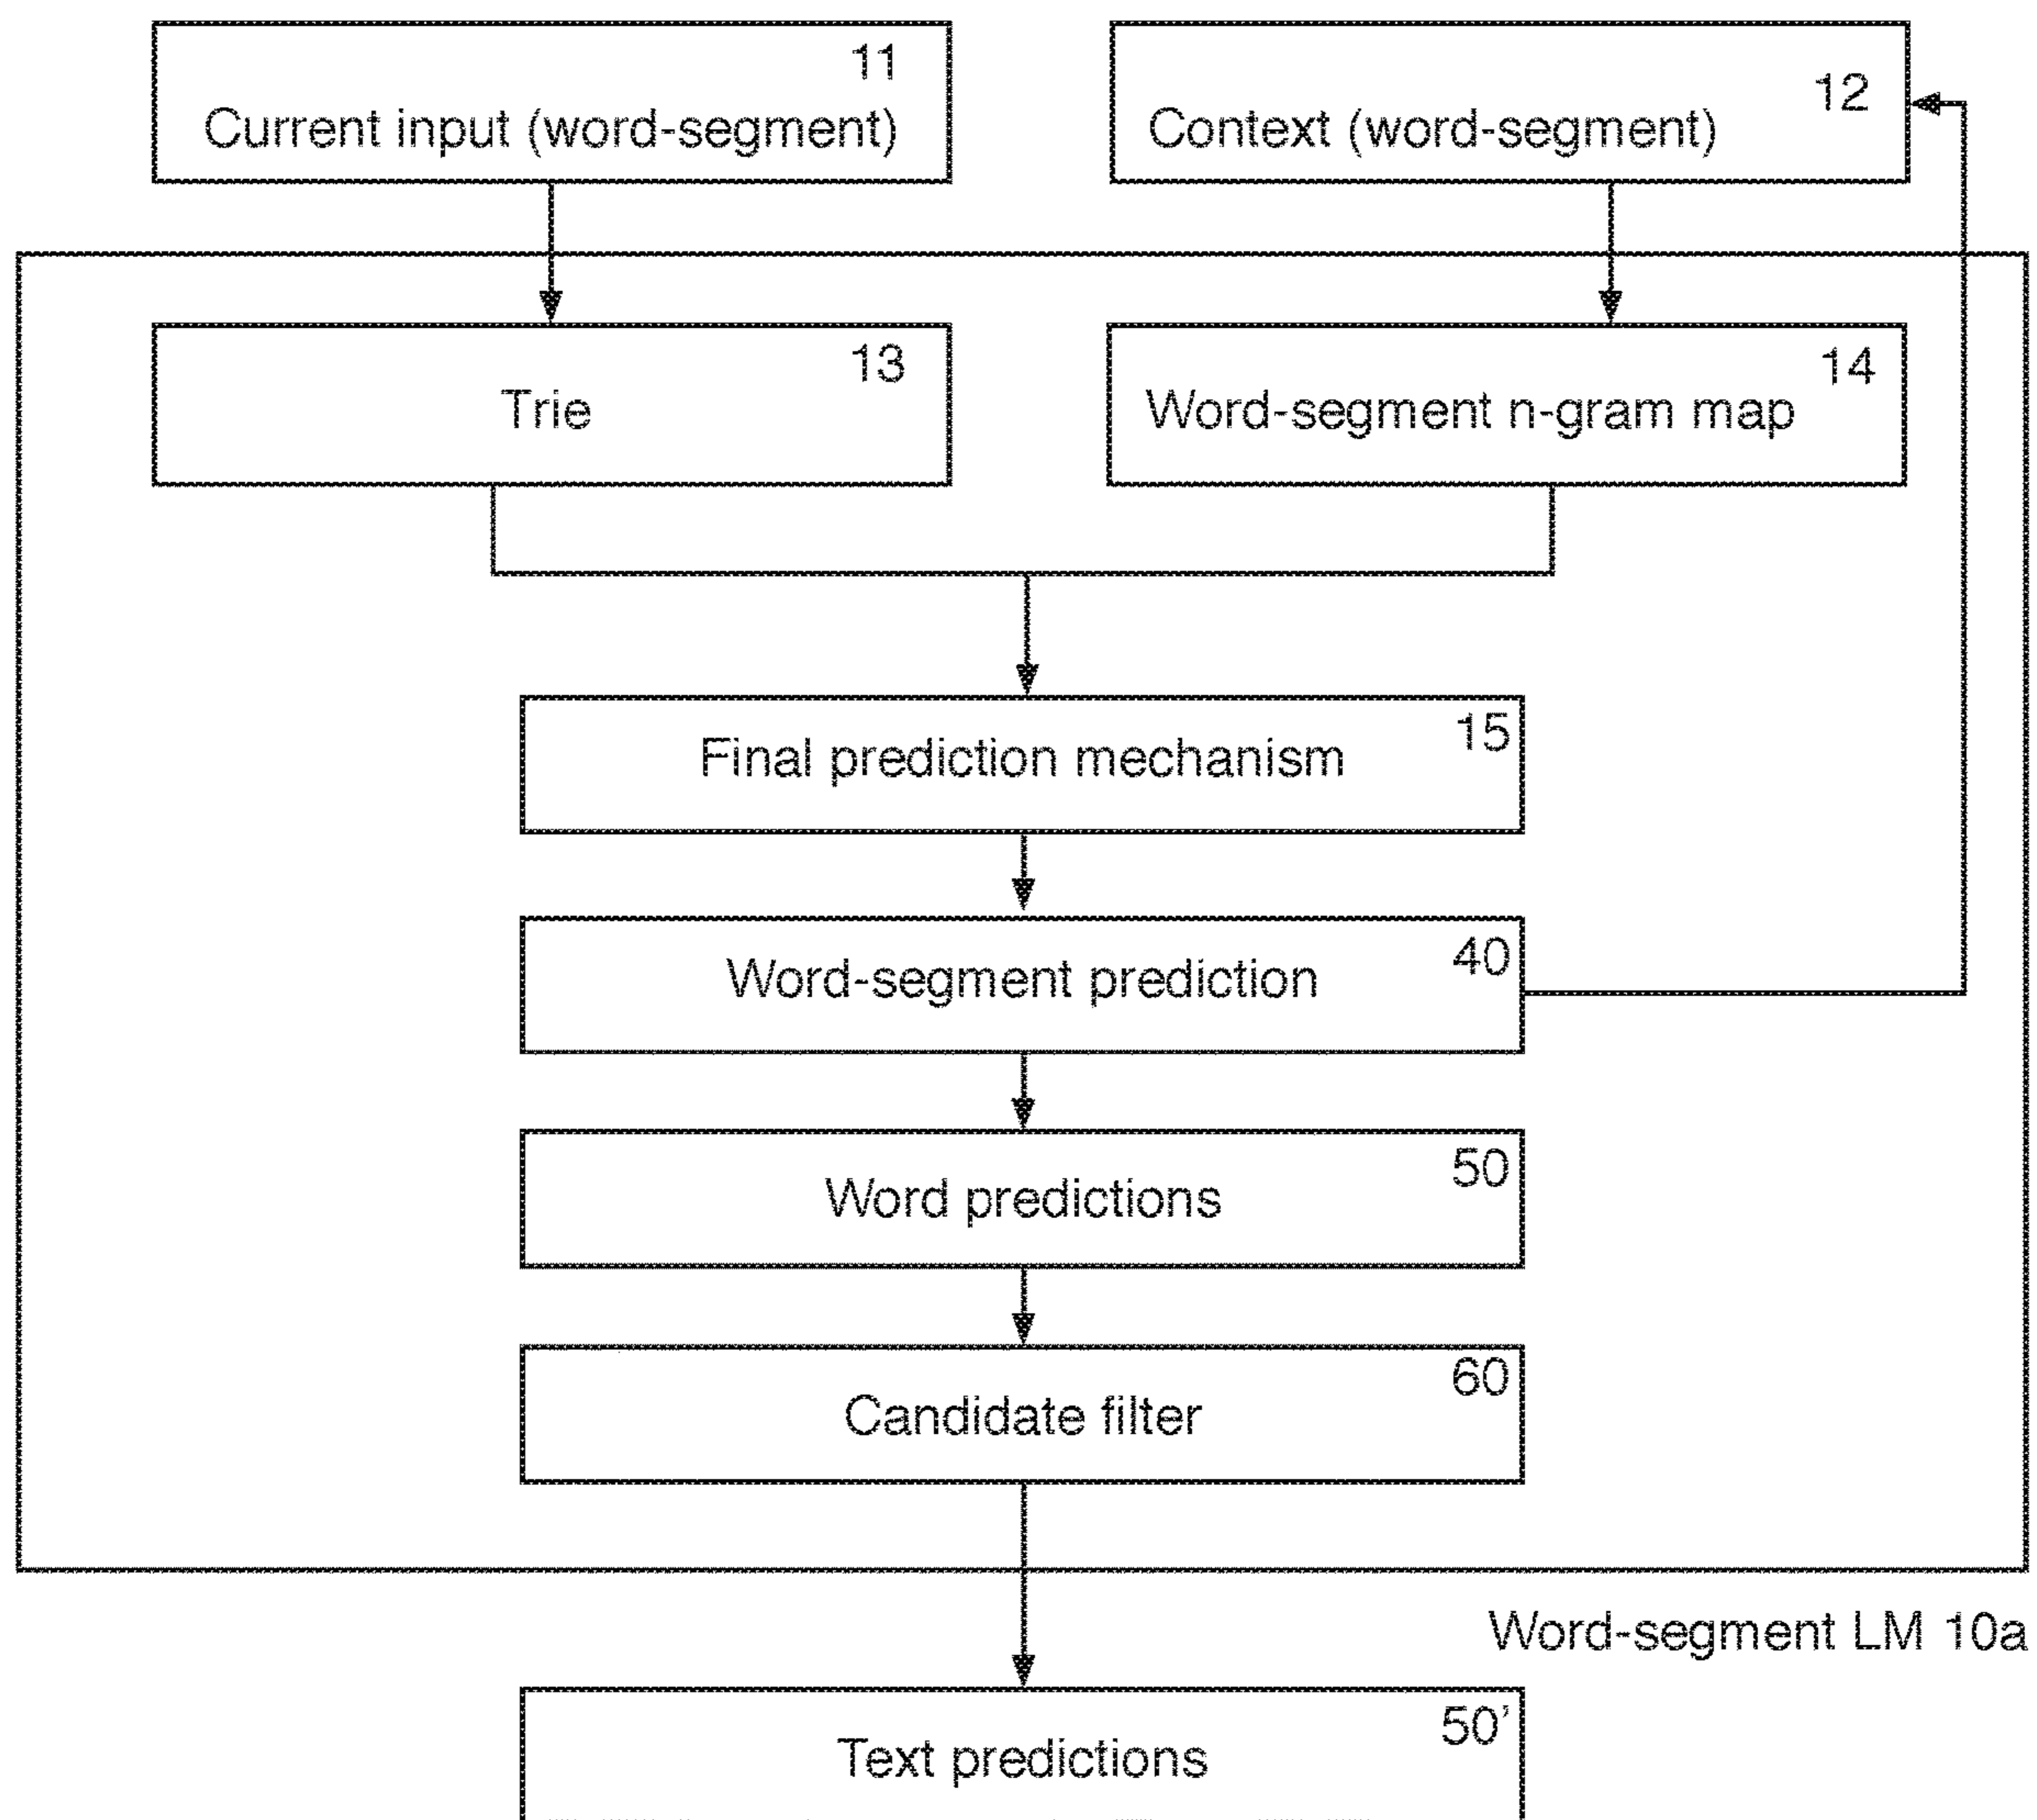 11
Current input (word-segment)
12
Context (word-segment)
13
Trie
14
Word-segment n-gram map
15
Final prediction mechanism
40
Word-segment prediction
50
Word predictions
60
Candidate filter
Word-segment LM 10a
50’
Text predictions